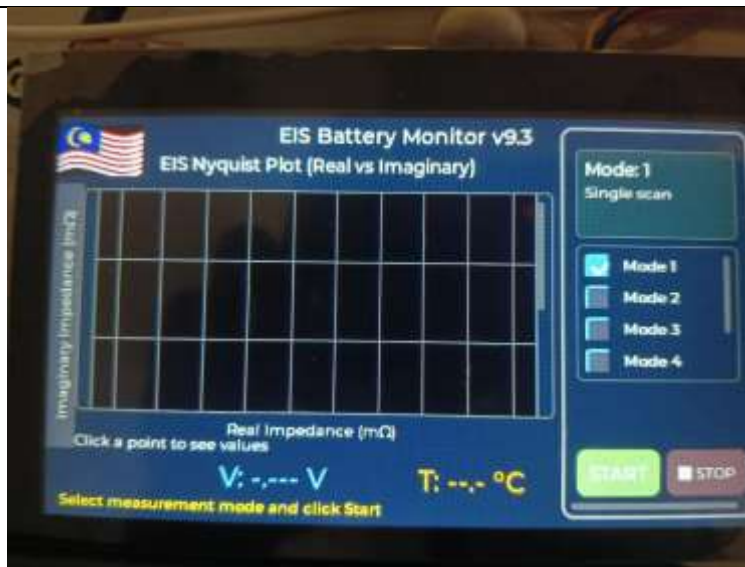 EIS Battery Monitor v9.3
EIS Nyquist Plot (Real vs Imaginary)
Imaginary Impedance (mΩ)
Real Impedance (mΩ)
Click a point to see values
V: -.--- V
T: --.- °C
Select measurement mode and click Start
Mode: 1
Single scan
Mode 1
Mode 2
Mode 3
Mode 4
START
STOP